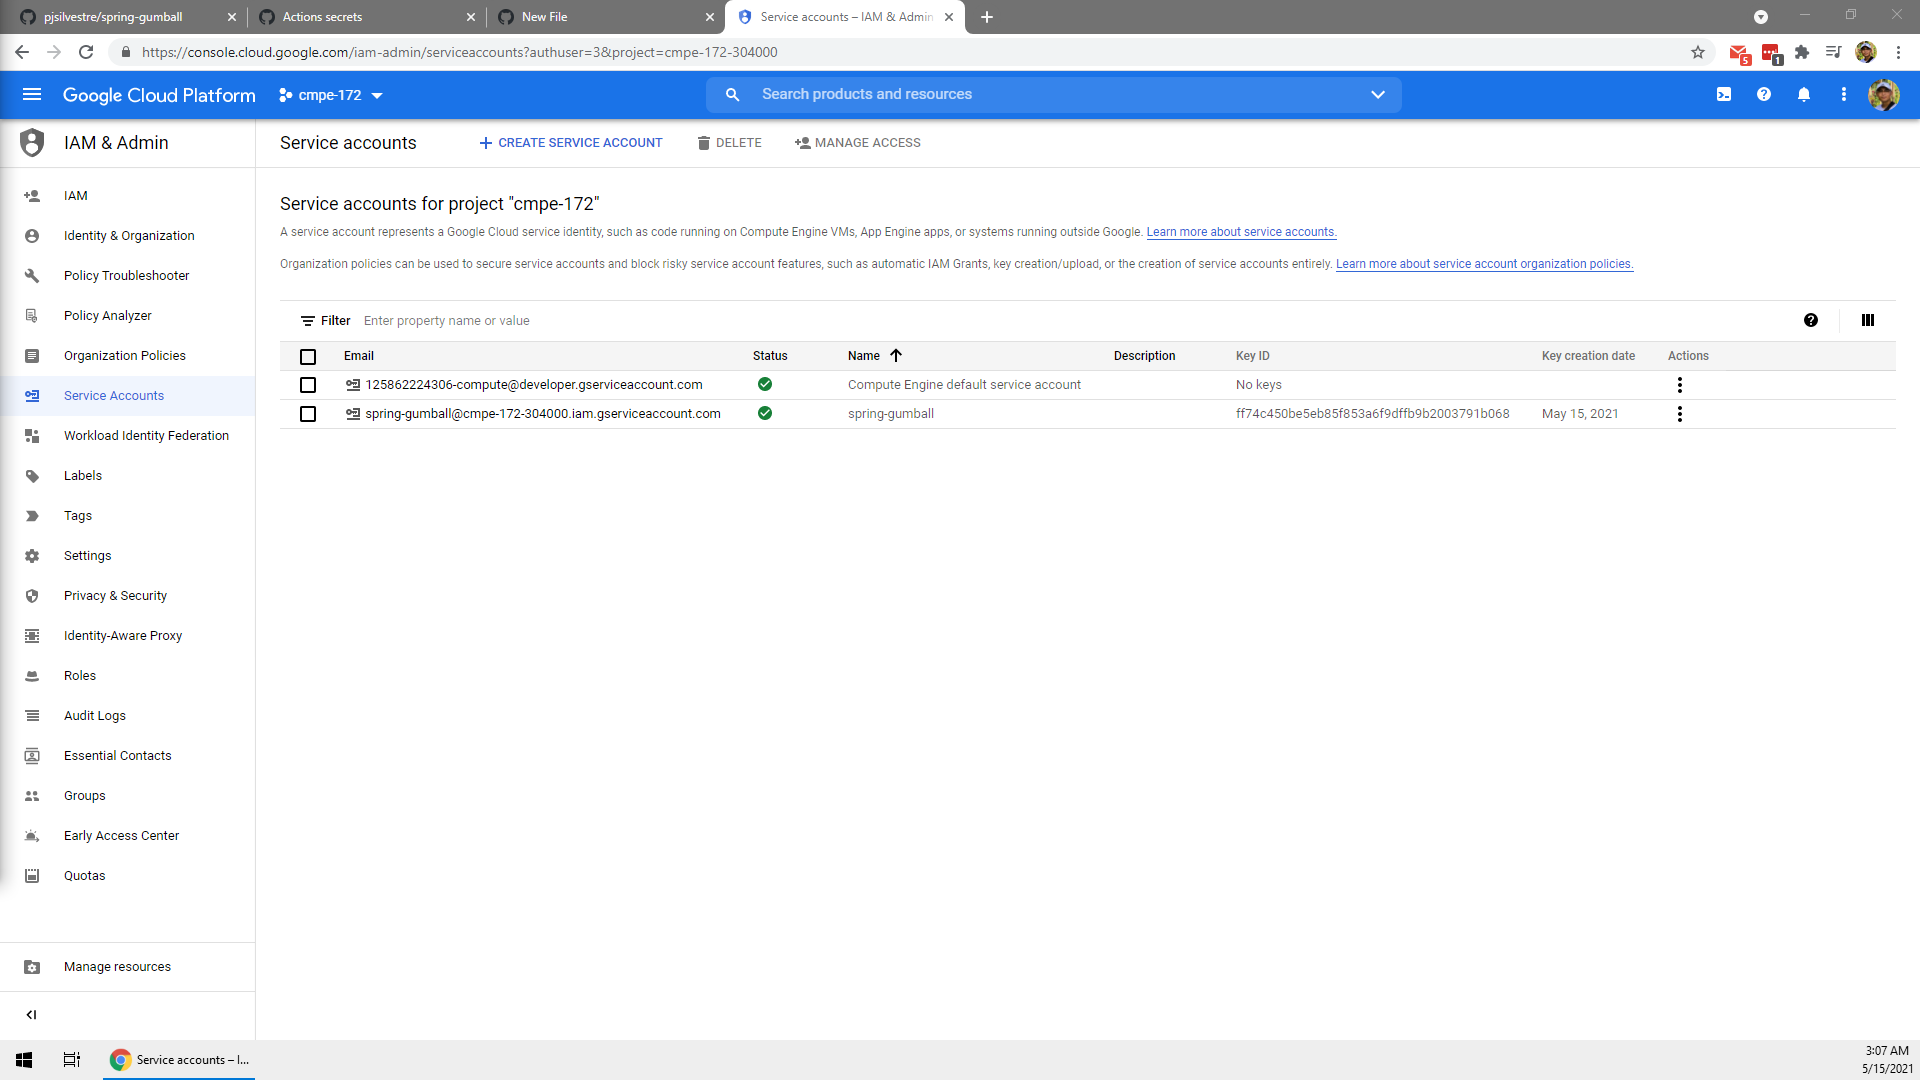 pjsilvestre/spring-gumball
Actions secrets
New File
Service accounts – IAM & Admin
https://console.cloud.google.com/iam-admin/serviceaccounts?authuser=3&project=cmpe-172-304000
5
1
Google Cloud Platform
cmpe-172
Search products and resources
IAM & Admin
Service accounts
CREATE SERVICE ACCOUNT
DELETE
MANAGE ACCESS
IAM
Identity & Organization
Policy Troubleshooter
Policy Analyzer
Organization Policies
Service Accounts
Workload Identity Federation
Labels
Tags
Settings
Privacy & Security
Identity-Aware Proxy
Roles
Audit Logs
Essential Contacts
Groups
Early Access Center
Quotas
Manage resources
Service accounts for project "cmpe-172"
A service account represents a Google Cloud service identity, such as code running on Compute Engine VMs, App Engine apps, or systems running outside Google. Learn more about service accounts.
Organization policies can be used to secure service accounts and block risky service account features, such as automatic IAM Grants, key creation/upload, or the creation of service accounts entirely. Learn more about service account organization policies.
Filter Enter property name or value
Email Status Name Description Key ID Key creation date Actions
125862224306-compute@developer.gserviceaccount.com Compute Engine default service account No keys
spring-gumball@cmpe-172-304000.iam.gserviceaccount.com spring-gumball ff74c450be5eb85f853a6f9dffb9b2003791b068 May 15, 2021
Service accounts – I...
3:07 AM
5/15/2021